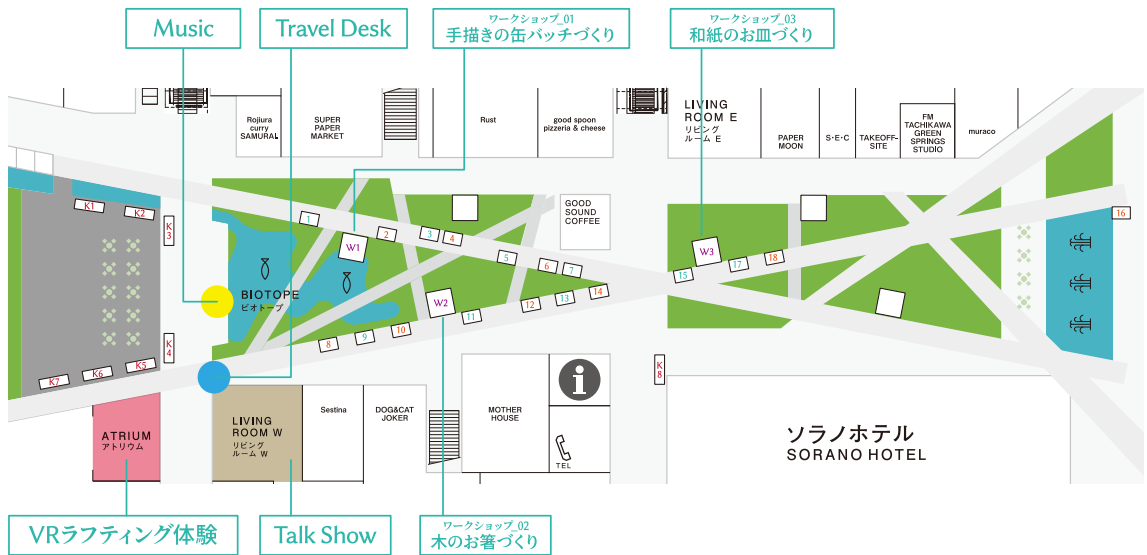 Music
Travel Desk
ワークショップ_01
手描きの缶バッチづくり
ワークショップ_03
和紙のお皿づくり
Rojiura
curry
SAMURAI.
SUPER
PAPER
MARKET
Rust
good spoon
pizzeria & cheese
LIVING
ROOM E
リビング
ルーム E
PAPER
MOON
S・E・C
TAKEOFF-
SITE
FM
TACHIKAWA
GREEN
SPRINGS
STUDIO
muraco
K1
K2
K3
1
2
3
4
5
6
7
W1
GOOD
SOUND
COFFEE
W3
15
17
18
16
BIOTOPE
ビオトープ
W2
8
9
10
11
12
13
14
K4
K5
K6
K7
K8
ATRIUM
アトリウム
LIVING
ROOM W
リビング
ルーム W
Sestina
DOG&CAT
JOKER
MOTHER
HOUSE
i
TEL
ソラノホテル
SORANO HOTEL
VRラフティング体験
Talk Show
ワークショップ_02
木のお箸づくり